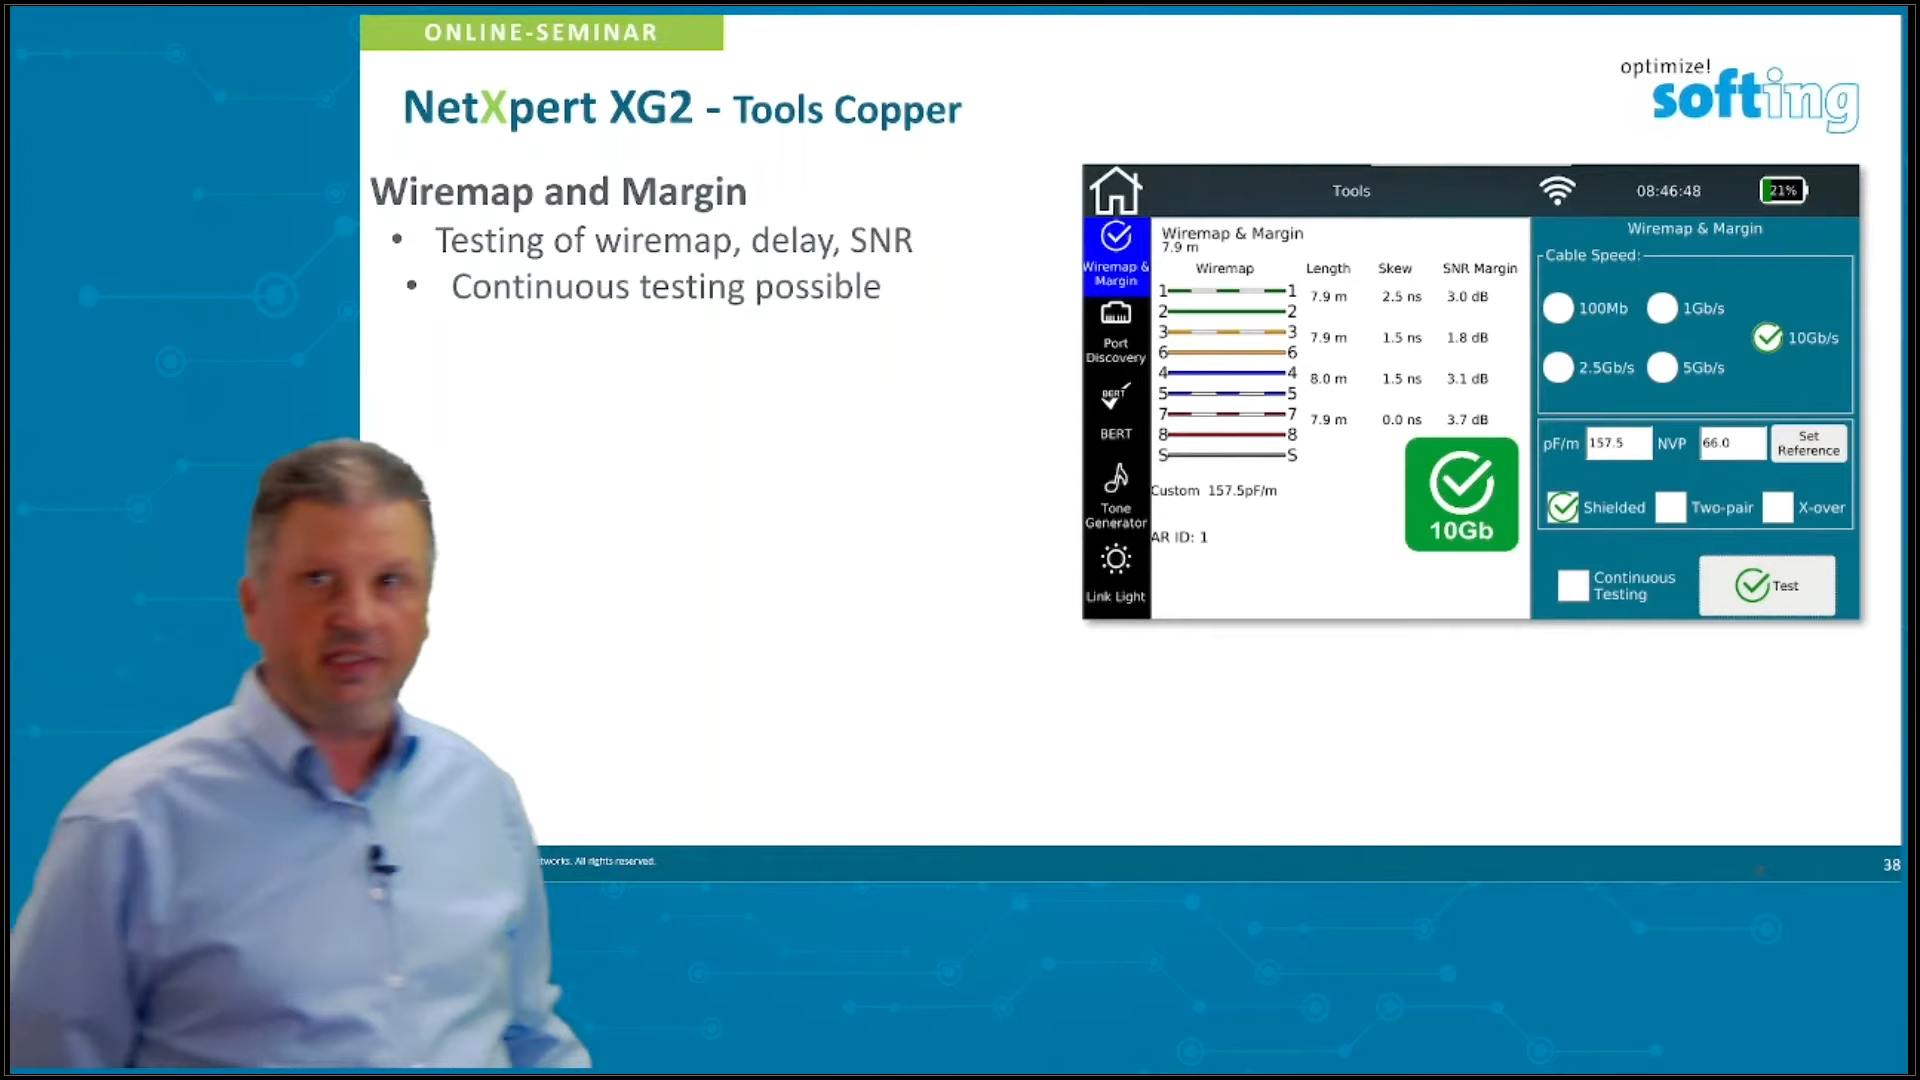 ONLINE-SEMINAR
NetXpert XG2 - Tools Copper
optimize!
softing
Wiremap and Margin
• Testing of wiremap, delay, SNR
• Continuous testing possible
Tools 08:46:48 21%
Wiremap & Margin
Port Discovery
BERT
BERT
Tone Generator
Link Light
Wiremap & Margin
7.9 m
Wiremap Length Skew SNR Margin
1 1 7.9 m 2.5 ns 3.0 dB
2 2
3 3 7.9 m 1.5 ns 1.8 dB
6 6
4 4 8.0 m 1.5 ns 3.1 dB
5 5
7 7 7.9 m 0.0 ns 3.7 dB
8 8
S S
Custom 157.5pF/m
AR ID: 1
10Gb
Wiremap & Margin
Cable Speed:
100Mb 1Gb/s
10Gb/s
2.5Gb/s 5Gb/s
pF/m 157.5 NVP 66.0 Set Reference
Shielded Two-pair X-over
Continuous Testing Test
tworks. All rights reserved.
38